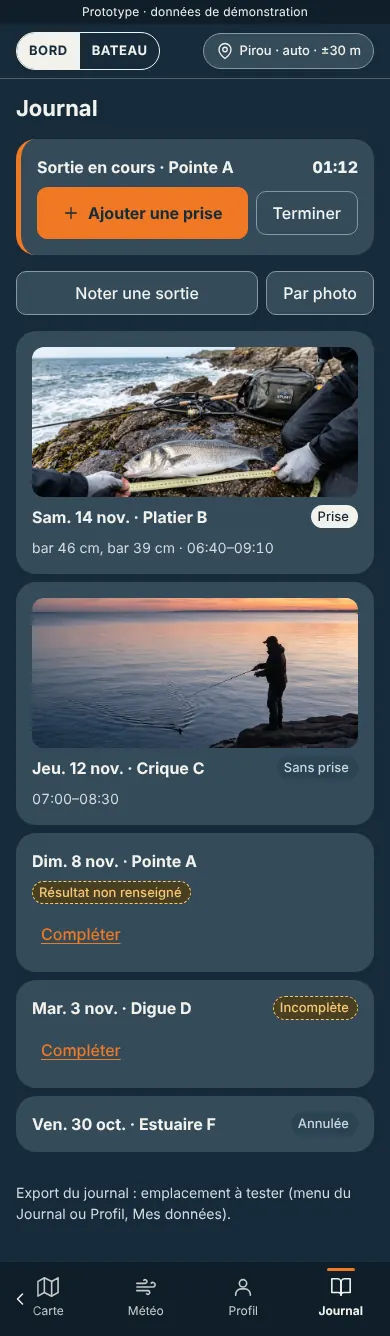 Prototype · données de démonstration
BORD BATEAU Pirou · auto · ±30 m
Journal
Sortie en cours · Pointe A 01:12
+ Ajouter une prise Terminer
Noter une sortie Par photo
Sam. 14 nov. · Platier B Prise
bar 46 cm, bar 39 cm · 06:40–09:10
Jeu. 12 nov. · Crique C Sans prise
07:00–08:30
Dim. 8 nov. · Pointe A
Résultat non renseigné
Compléter
Mar. 3 nov. · Digue D Incomplète
Compléter
Ven. 30 oct. · Estuaire F Annulée
Export du journal : emplacement à tester (menu du
Journal ou Profil, Mes données).
Carte Météo Profil Journal